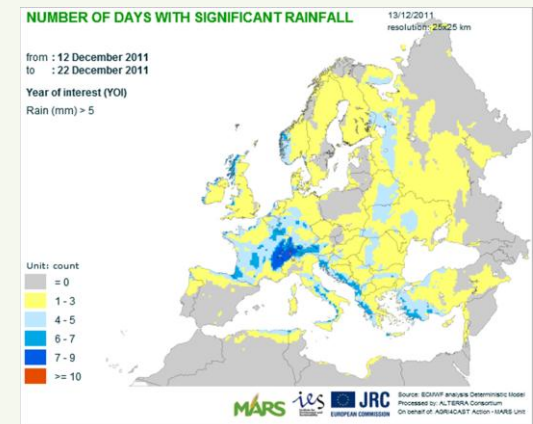 NUMBER OF DAYS WITH SIGNIFICANT RAINFALL
13/12/2011
resolution: 25x25 km
from : 12 December 2011
to : 22 December 2011
Year of interest (YOI)
Rain (mm) > 5
Unit: count
= 0
1 - 3
4 - 5
6 - 7
7 - 9
>= 10
MARS
ies
JRC
EUROPEAN COMMISSION
Source: ECMWF analysis Deterministic Model
Processed by: ALTERRA Consortium
On behalf of: AGRI4CAST Action - MARS Unit